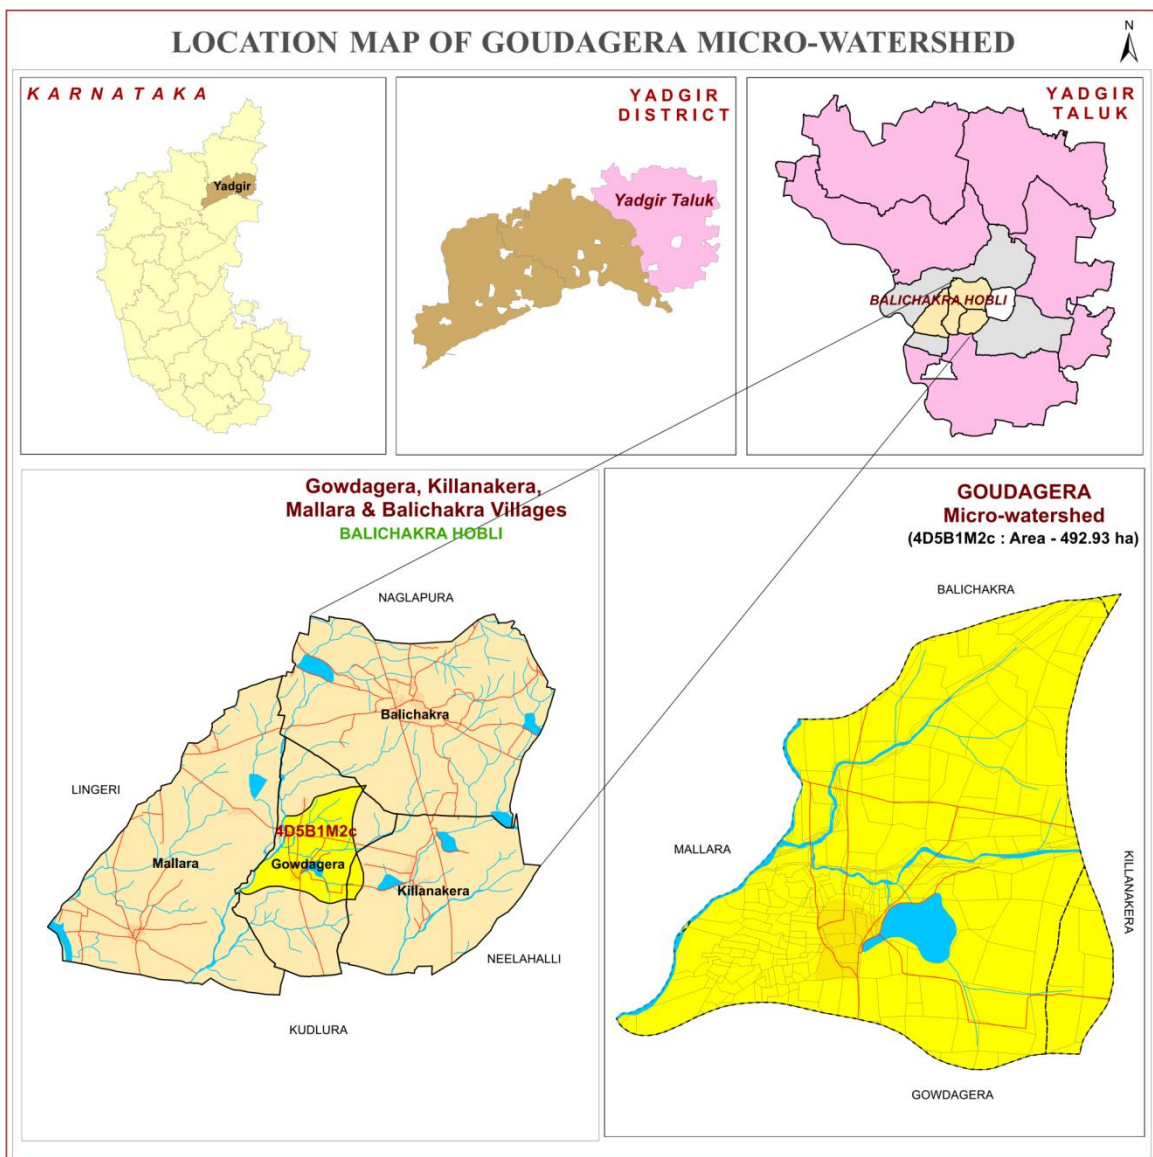 LOCATION MAP OF GOUDAGERA MICRO-WATERSHED
N
KARNATAKA
Yadgir
YADGIR
DISTRICT
Yadgir Taluk
YADGIR
TALUK
BALICHAKRA HOBLI
Gowdagera, Killanakera,
Mallara & Balichakra Villages
BALICHAKRA HOBLI
NAGLAPURA
Balichakra
LINGERI
4D5B1M2c
Mallara
Gowdagera
Killanakera
NEELAHALLI
KUDLURA
GOUDAGERA
Micro-watershed
(4D5B1M2c : Area - 492.93 ha)
BALICHAKRA
MALLARA
KILLANAKERA
GOWDAGERA